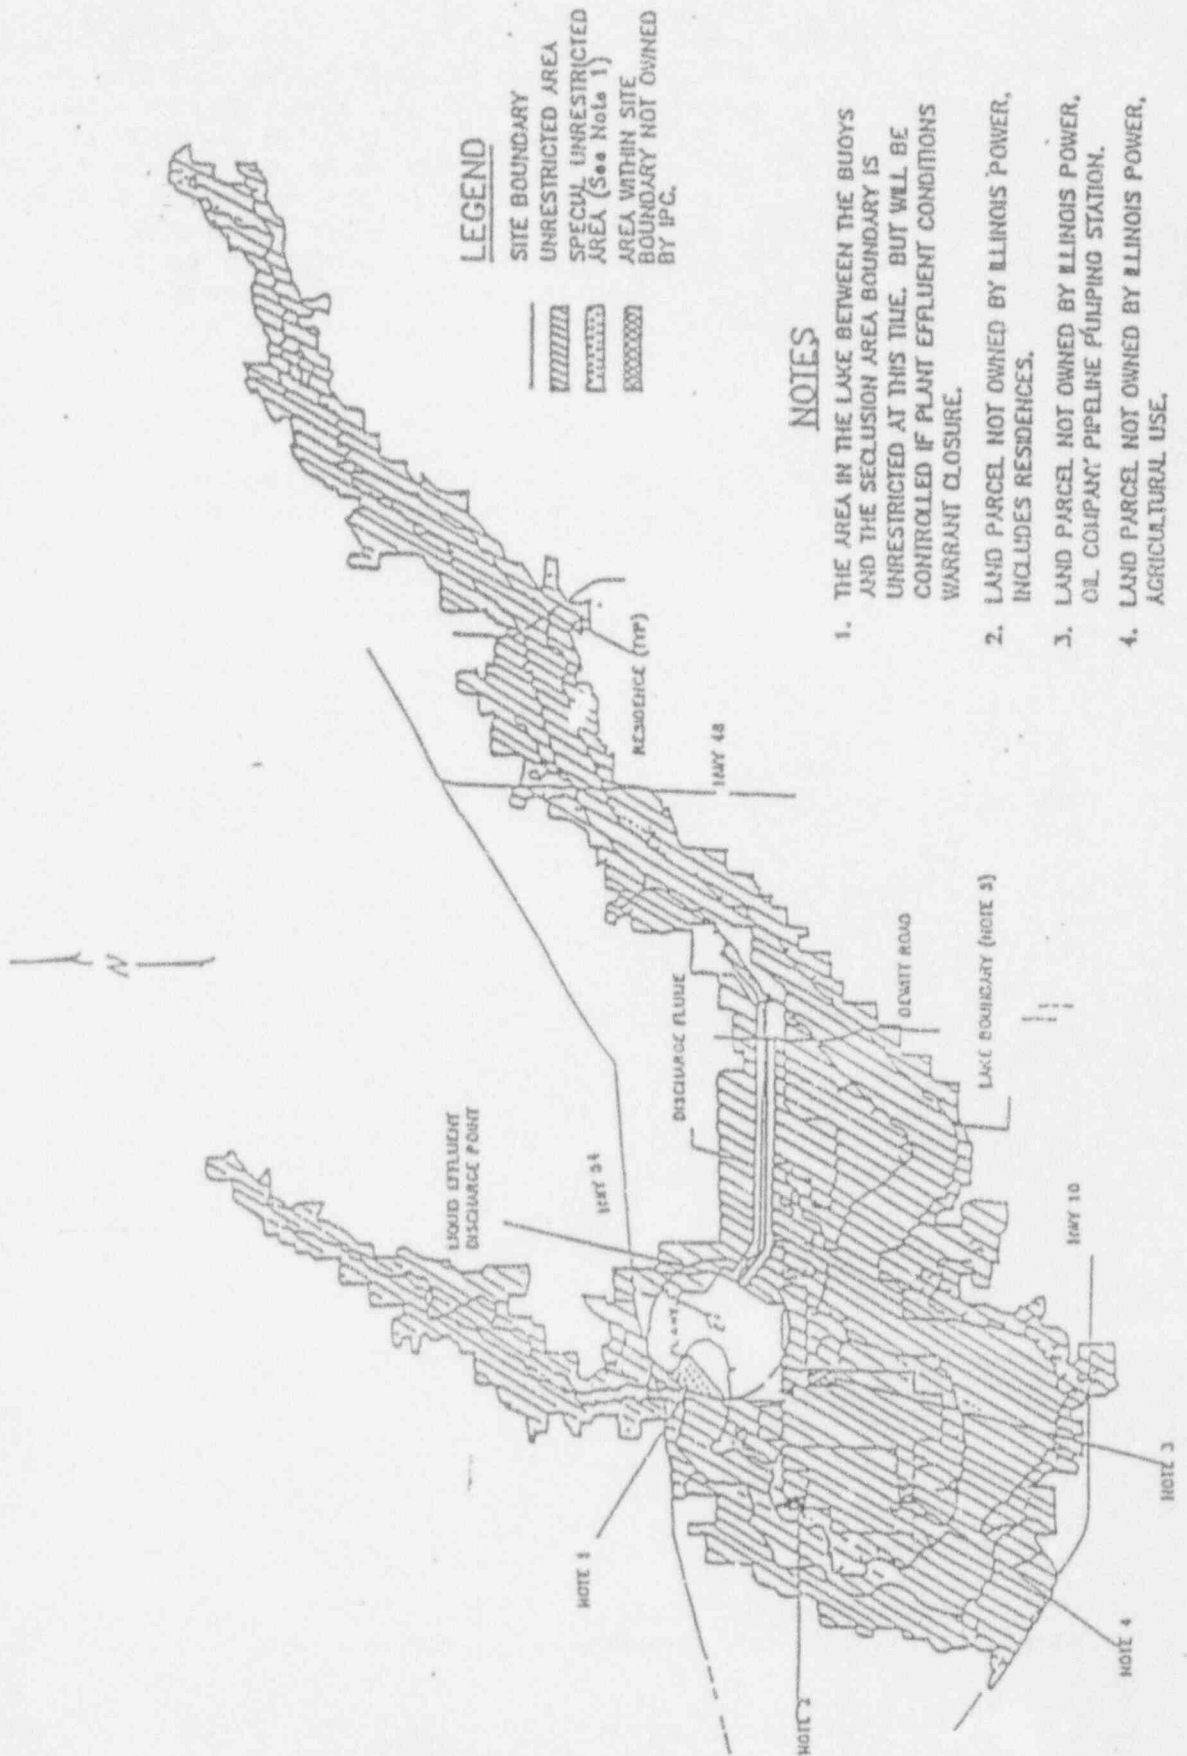 N
LEGEND
SITE BOUNDARY
UNRESTRICTED AREA
SPECIAL UNRESTRICTED
AREA (See Note 1)
AREA WITHIN SITE
BOUNDARY NOT OWNED
BY IPC.
NOTES
1. THE AREA IN THE LAKE BETWEEN THE BUOYS
AND THE SECLUSION AREA BOUNDARY IS
UNRESTRICTED AT THIS TIME. BUT WILL BE
CONTROLLED IF PLANT EFFLUENT CONDITIONS
WARRANT CLOSURE.
2. LAND PARCEL NOT OWNED BY ILLINOIS POWER,
INCLUDES RESIDENCES.
3. LAND PARCEL NOT OWNED BY ILLINOIS POWER,
OIL COMPANY PIPELINE PUMPING STATION.
4. LAND PARCEL NOT OWNED BY ILLINOIS POWER,
AGRICULTURAL USE.
LIQUID EFFLUENT
DISCHARGE POINT
HWY 54
DISCHARGE FLUME
RESIDENCE (TYP)
HWY 48
DEWITT ROAD
LAKE BOUNDARY (NOTE 3)
HWY 10
NOTE 1
NOTE 2
NOTE 4
NOTE 3